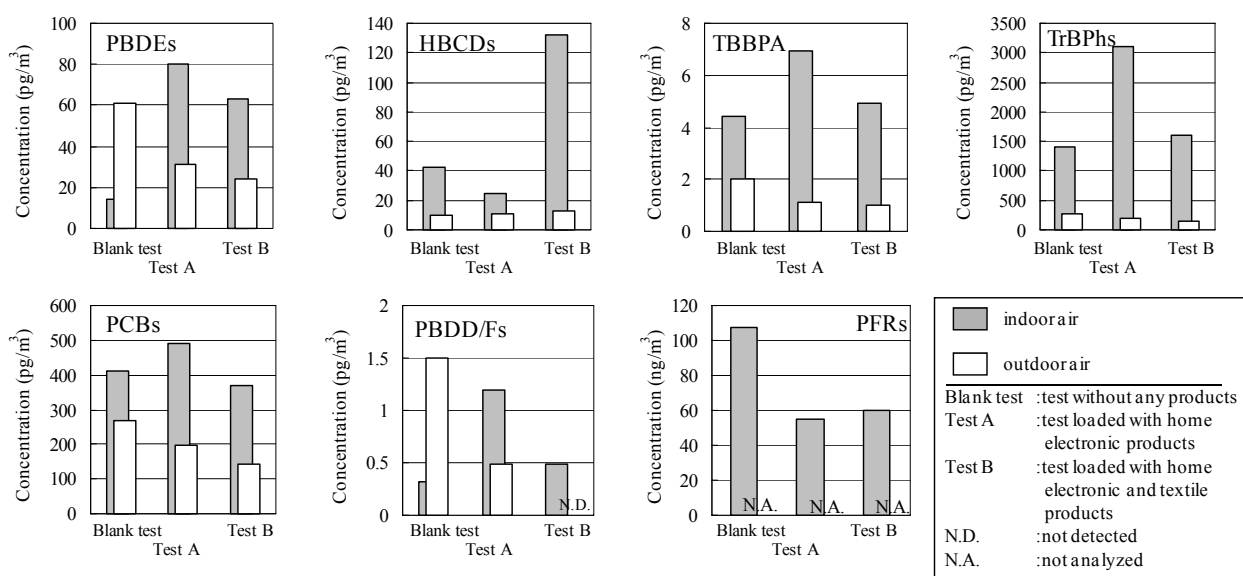 PBDEs
Concentration (pg/m³)
100
80
60
40
20
0
Blank test
Test A
Test B
HBCDs
Concentration (pg/m³)
140
120
100
80
60
40
20
0
Blank test
Test A
Test B
TBBPA
Concentration (pg/m³)
8
6
4
2
0
Blank test
Test A
Test B
TrBPhs
Concentration (pg/m³)
3500
3000
2500
2000
1500
1000
500
0
Blank test
Test A
Test B
PCBs
Concentration (pg/m³)
600
500
400
300
200
100
0
Blank test
Test A
Test B
PBDD/Fs
Concentration (pg/m³)
2
1.5
1
0.5
0
N.D.
Blank test
Test A
Test B
PFRs
Concentration (ng/m³)
120
100
80
60
40
20
0
N.A.
N.A.
N.A.
Blank test
Test A
Test B
indoor air
outdoor air
Blank test :test without any products
Test A :test loaded with home
electronic products
Test B :test loaded with home
electronic and textile
products
N.D. :not detected
N.A. :not analyzed